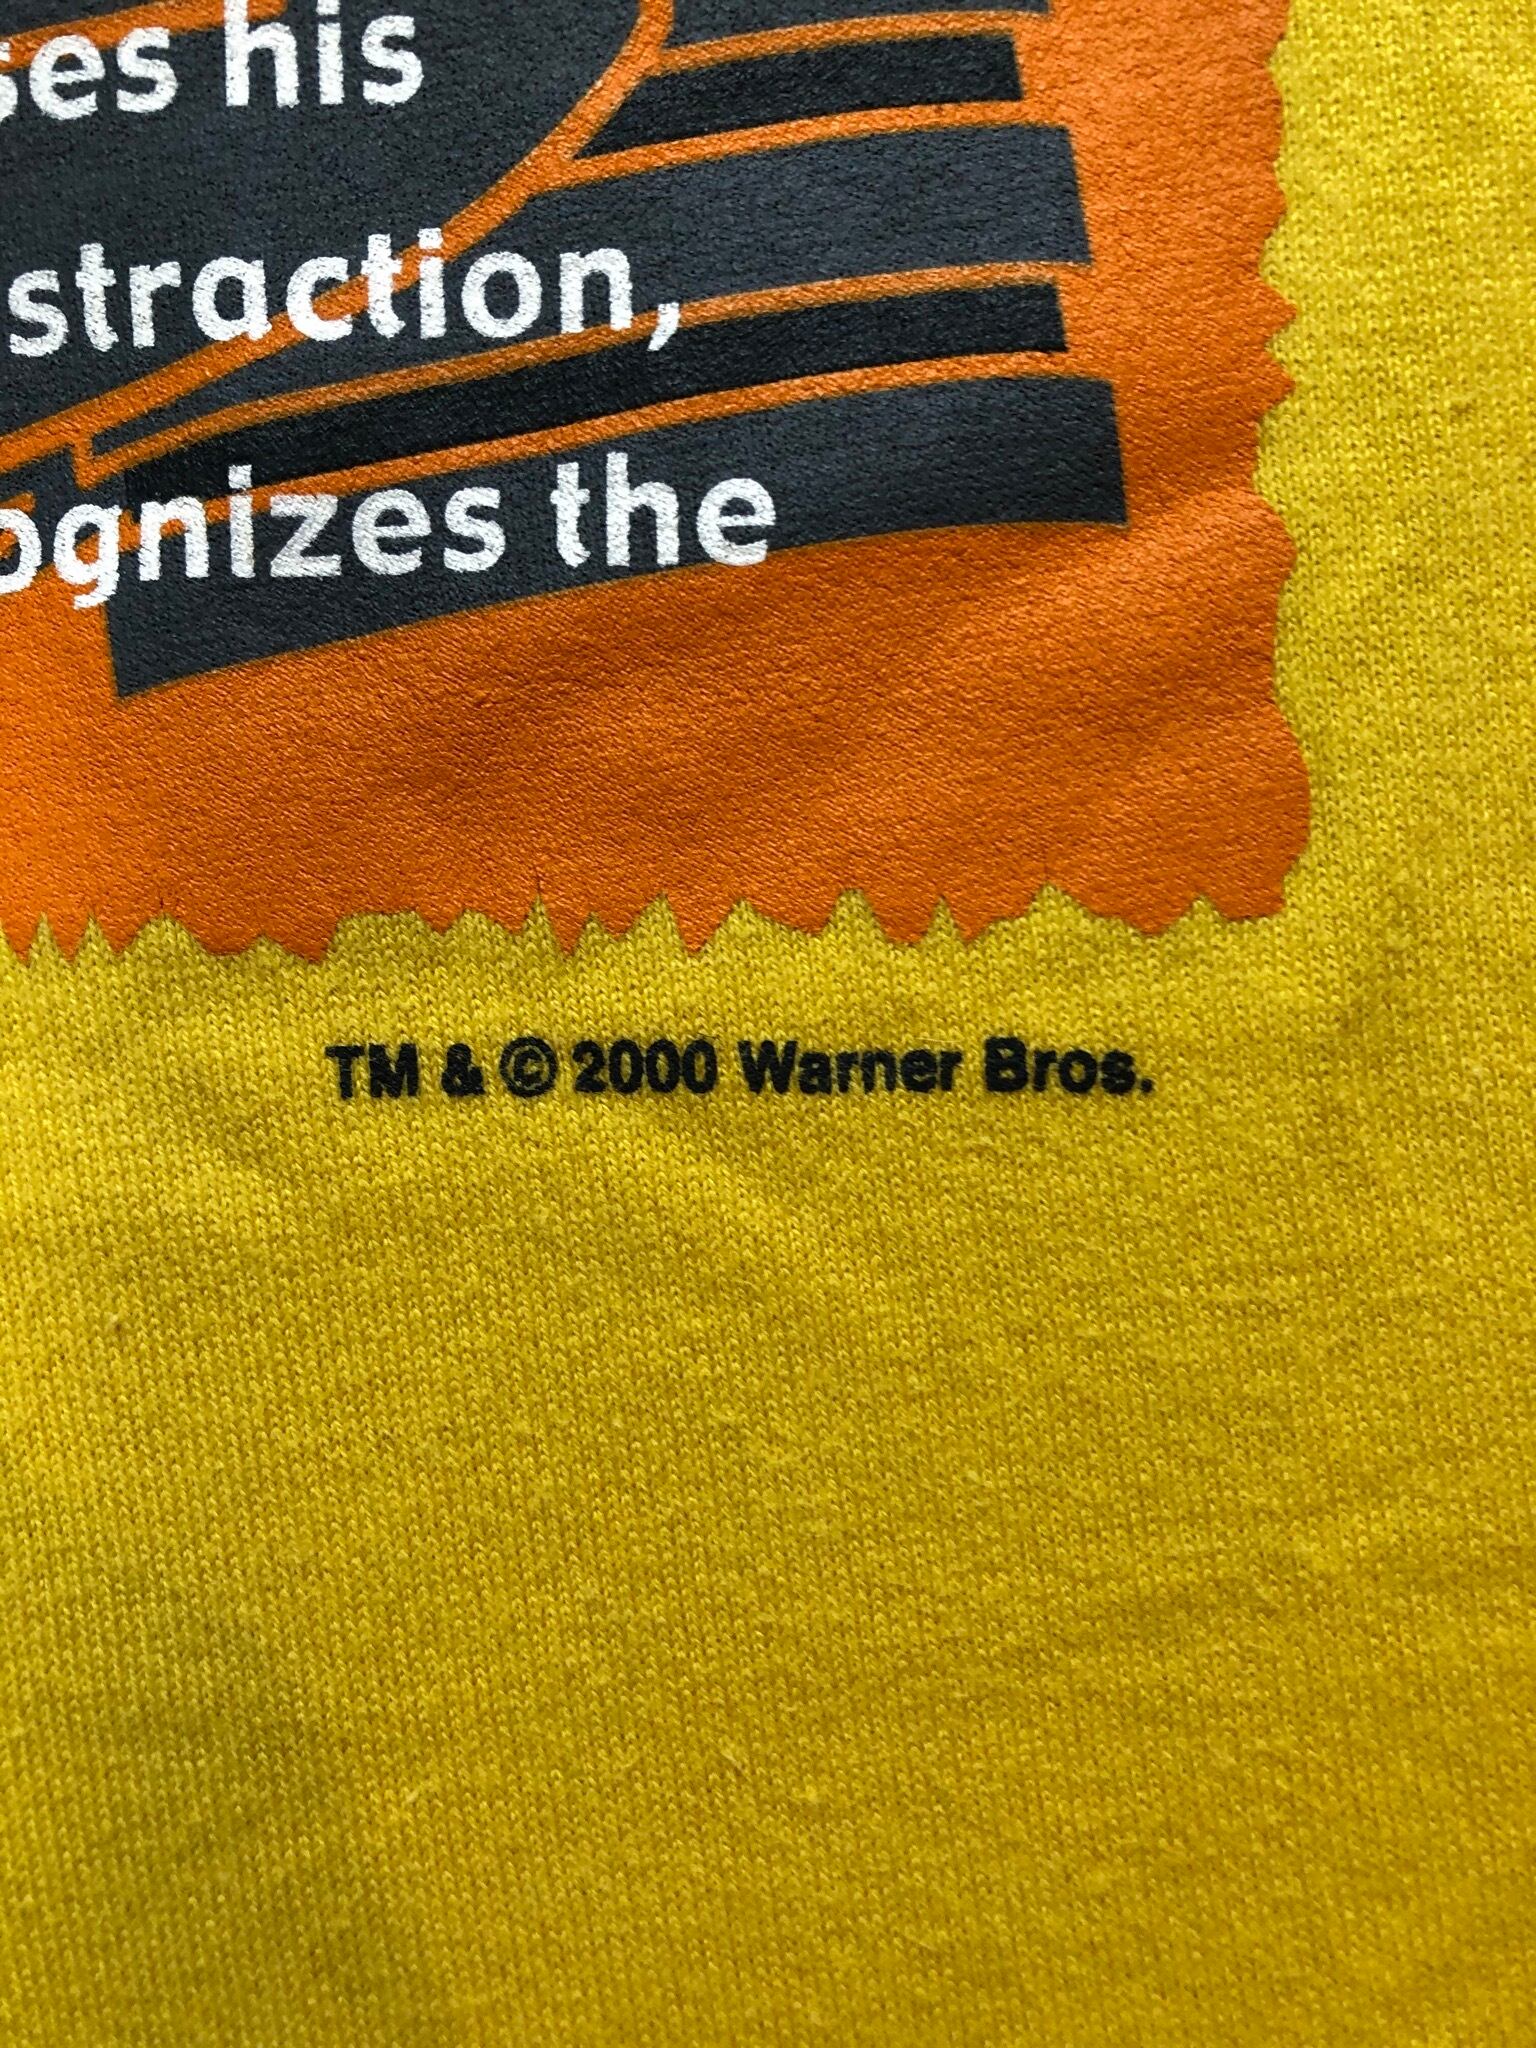 ses his
straction,
ognizes the
TM & © 2000 Warner Bros.